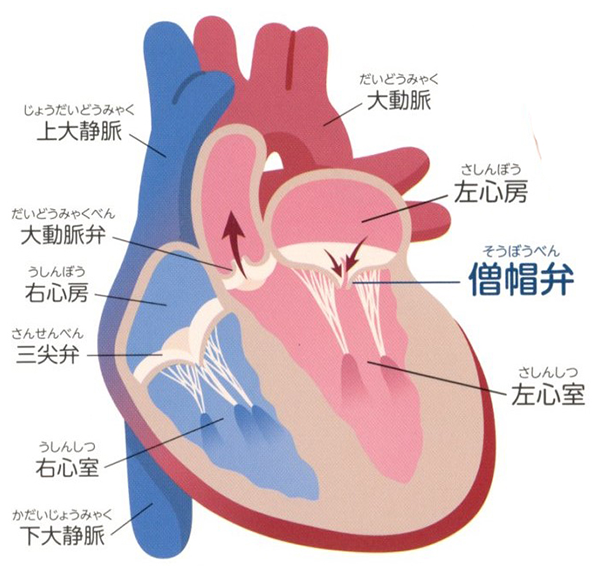 じょうだいどうみゃく
上大静脈
だいどうみゃくべん
大動脈弁
うしんぼう
右心房
さんせんべん
三尖弁
うしんしつ
右心室
かだいじょうみゃく
下大静脈
だいどうみゃく
大動脈
さしんぼう
左心房
そうぼうべん
僧帽弁
さしんしつ
左心室